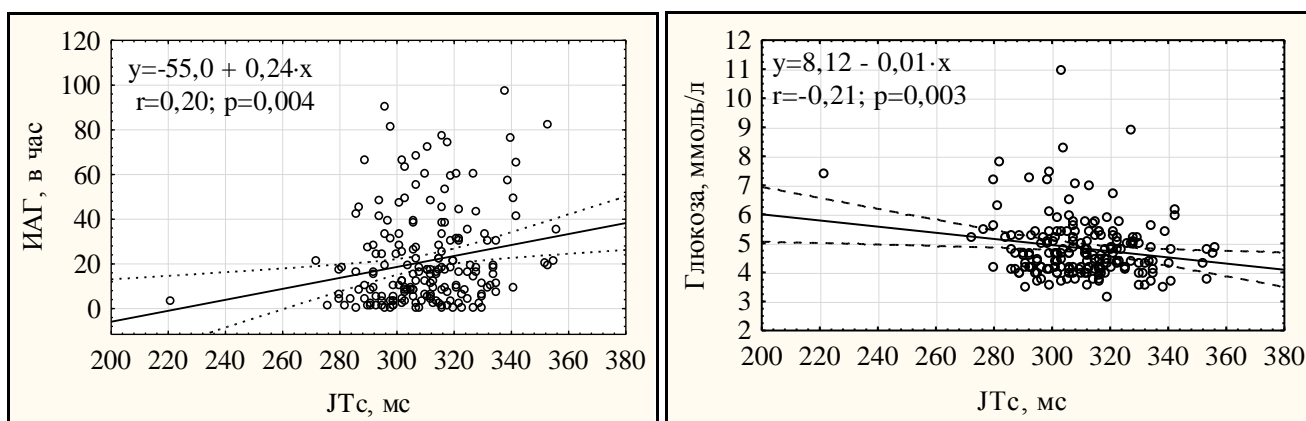 120
100
80
60
40
20
0
ИАГ, в час
y=-55,0 + 0,24·x
r=0,20; p=0,004
200 220 240 260 280 300 320 340 360 380
JTc, мс
12
11
10
9
8
7
6
5
4
3
2
Глюкоза, ммоль/л
y=8,12 - 0,01·x
r=-0,21; p=0,003
200 220 240 260 280 300 320 340 360 380
JTc, мс